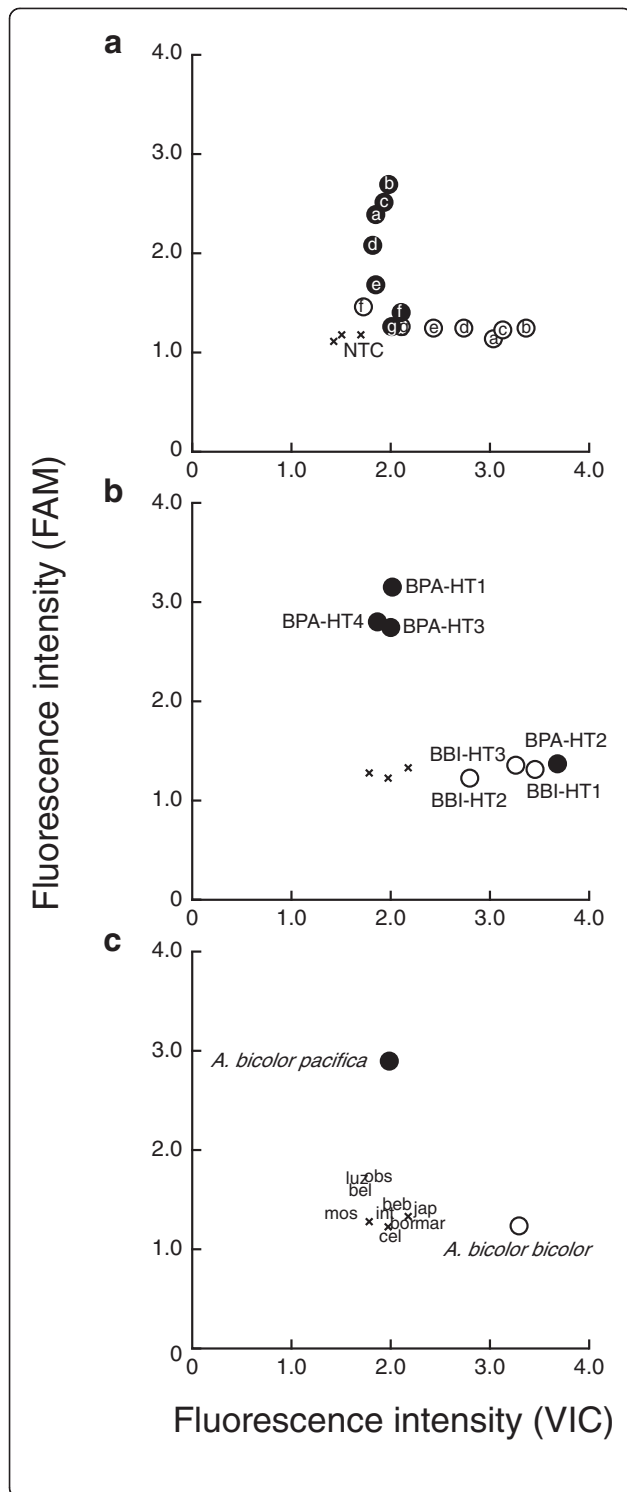 a
4.0
3.0
2.0
1.0
0
b
c
a
d
e
f
f
g
g
e
d
a
c
b
NTC
0
1.0
2.0
3.0
4.0
Fluorescence intensity (FAM)
b
4.0
3.0
2.0
1.0
0
BPA-HT1
BPA-HT4
BPA-HT3
BPA-HT2
BBI-HT3
BBI-HT2
BBI-HT1
0
1.0
2.0
3.0
4.0
c
4.0
3.0
2.0
1.0
0
A. bicolor pacifica
luz
obs
bel
mos
int
beb
jap
bor
mar
cel
A. bicolor bicolor
0
1.0
2.0
3.0
4.0
Fluorescence intensity (VIC)